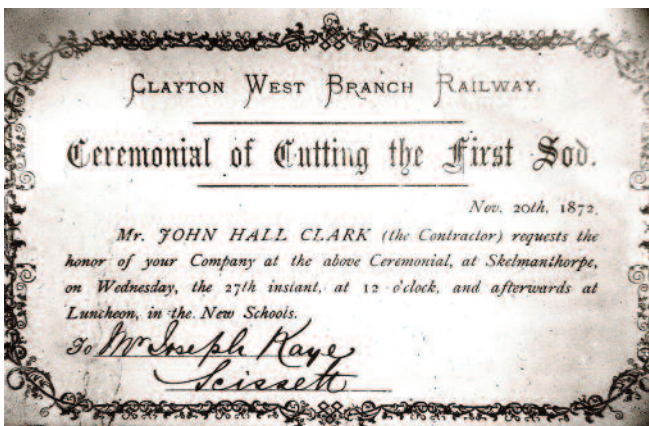 CLAYTON WEST BRANCH RAILWAY.
Ceremonial of Cutting the First Sod.
Nov. 20th, 1872.
Mr. JOHN HALL CLARK (the Contractor) requests the
honor of your Company at the above Ceremonial, at Skelmanthorpe,
on Wednesday, the 27th instant, at 12 o'clock, and afterwards at
Luncheon, in the New Schools.
To Mr Joseph Kaye
Scissett